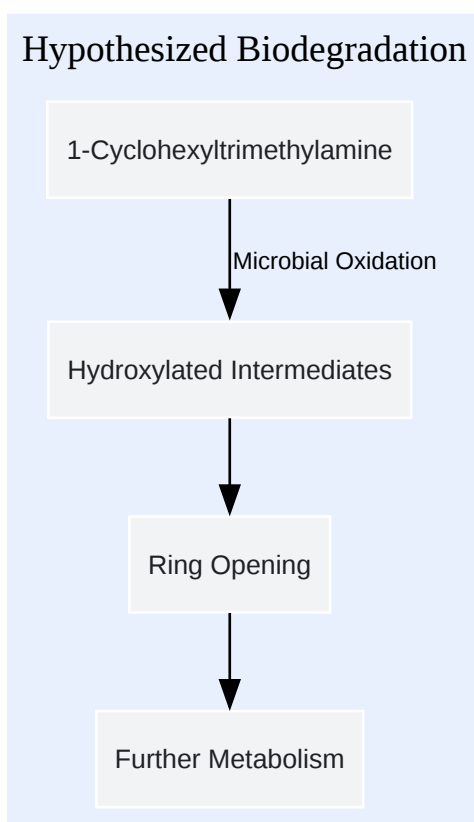 Hypothesized Biodegradation
1-Cyclohexyltrimethylamine
Microbial Oxidation
Hydroxylated Intermediates
Ring Opening
Further Metabolism